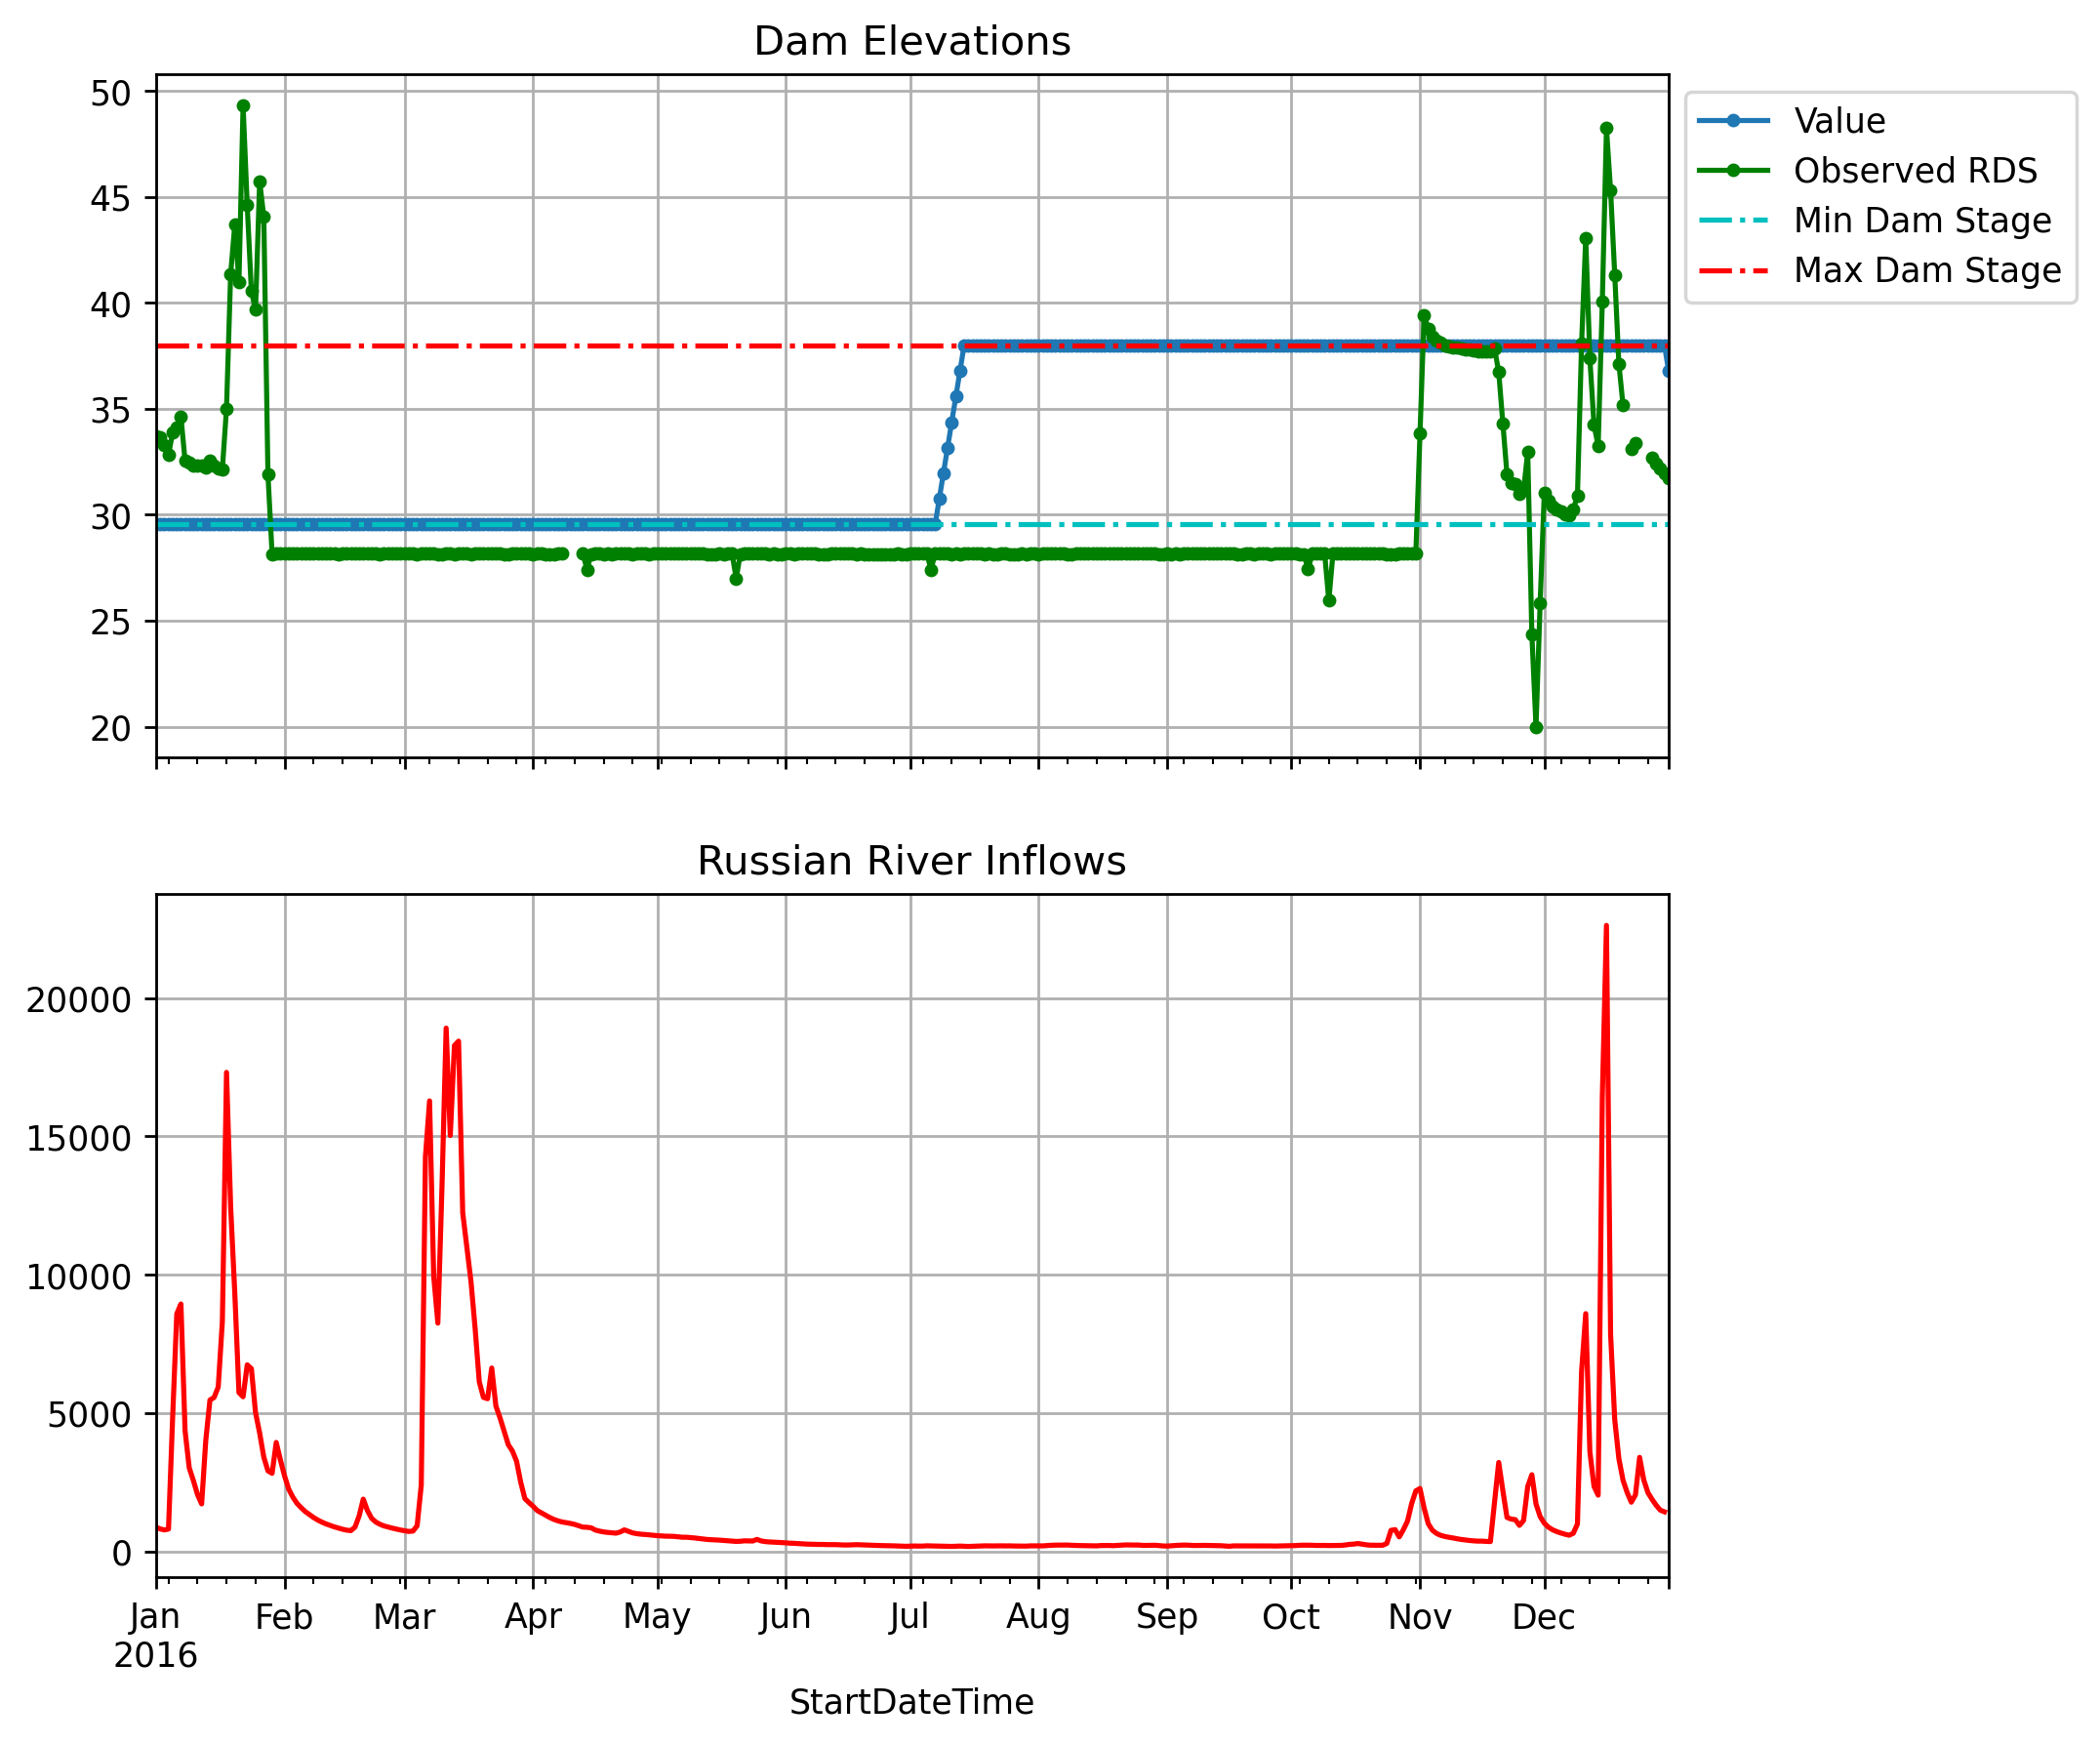 Dam Elevations
50
45
40
35
30
25
20
Value
Observed RDS
Min Dam Stage
Max Dam Stage
Russian River Inflows
20000
15000
10000
5000
0
Jan Feb Mar Apr May Jun Jul Aug Sep Oct Nov Dec
2016
StartDateTime